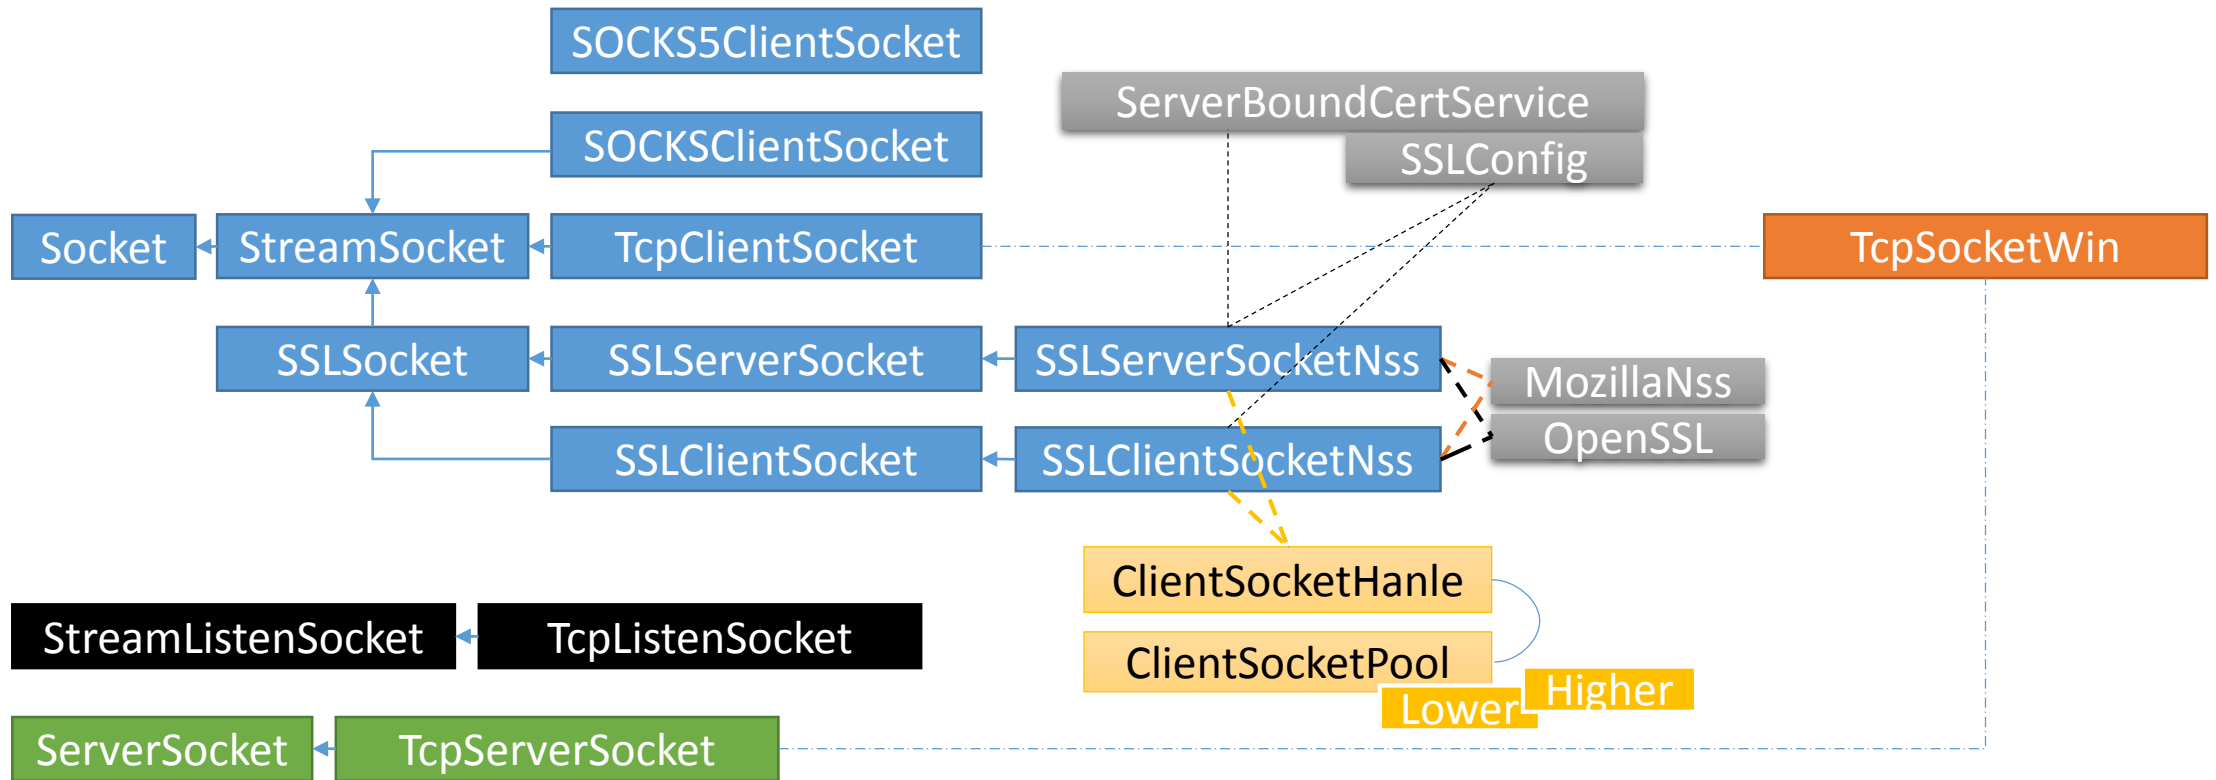 SOCKS5ClientSocket
ServerBoundCertService
SOCKSClientSocket
SSLConfig
Socket
StreamSocket
TcpClientSocket
TcpSocketWin
SSLSocket
SSLServerSocket
SSLServerSocketNss
MozillaNss
OpenSSL
SSLClientSocket
SSLClientSocketNss
ClientSocketHanle
StreamListenSocket
TcpListenSocket
ClientSocketPool
Higher
Lower
ServerSocket
TcpServerSocket